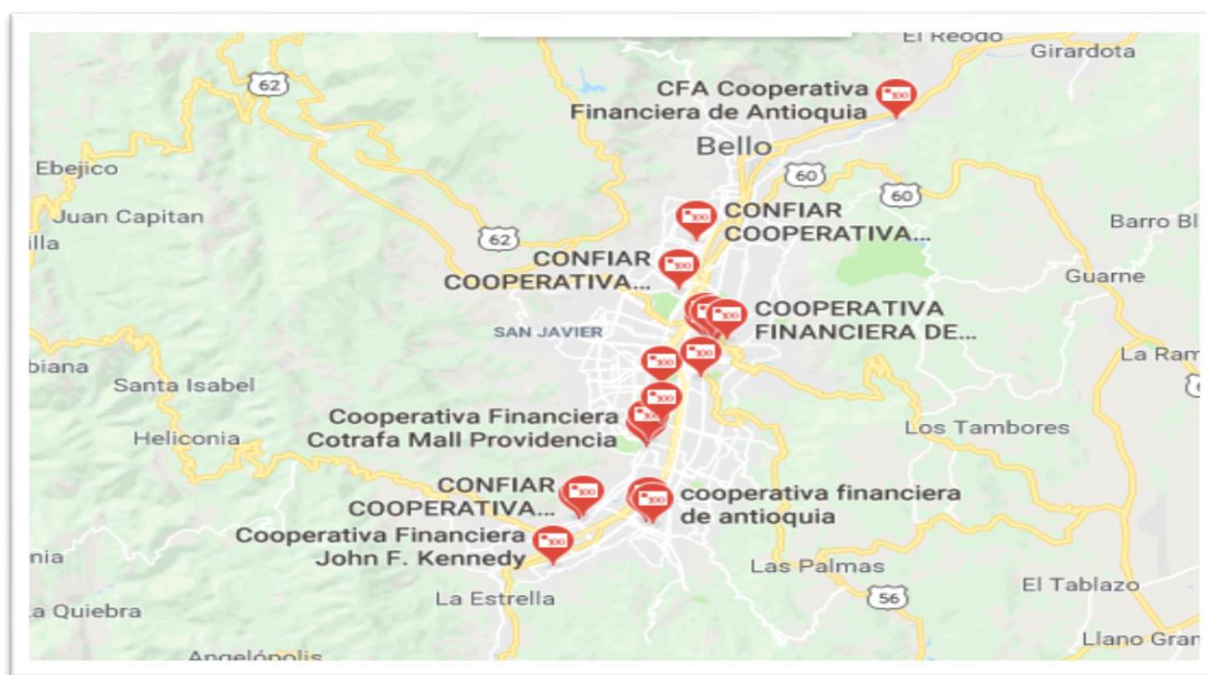 El Reodo
Girardota
62
CFA Cooperativa
Financiera de Antioquia
Bello
Ebejico
60
60
Juan Capitan
illa
CONFIAR
COOPERATIVA...
Barro Bl
62
CONFIAR
COOPERATIVA...
Guarne
COOPERATIVA
FINANCIERA DE...
SAN JAVIER
biana
La Ram
Santa Isabel
Cooperativa Financiera
Cotrafa Mall Providencia
Heliconia
Los Tambores
CONFIAR
COOPERATIVA...
cooperativa financiera
de antioquia
Cooperativa Financiera
John F. Kennedy
nia
Las Palmas
El Tablazo
La Estrella
56
a Quiebra
Llano Gran
Angelópolis